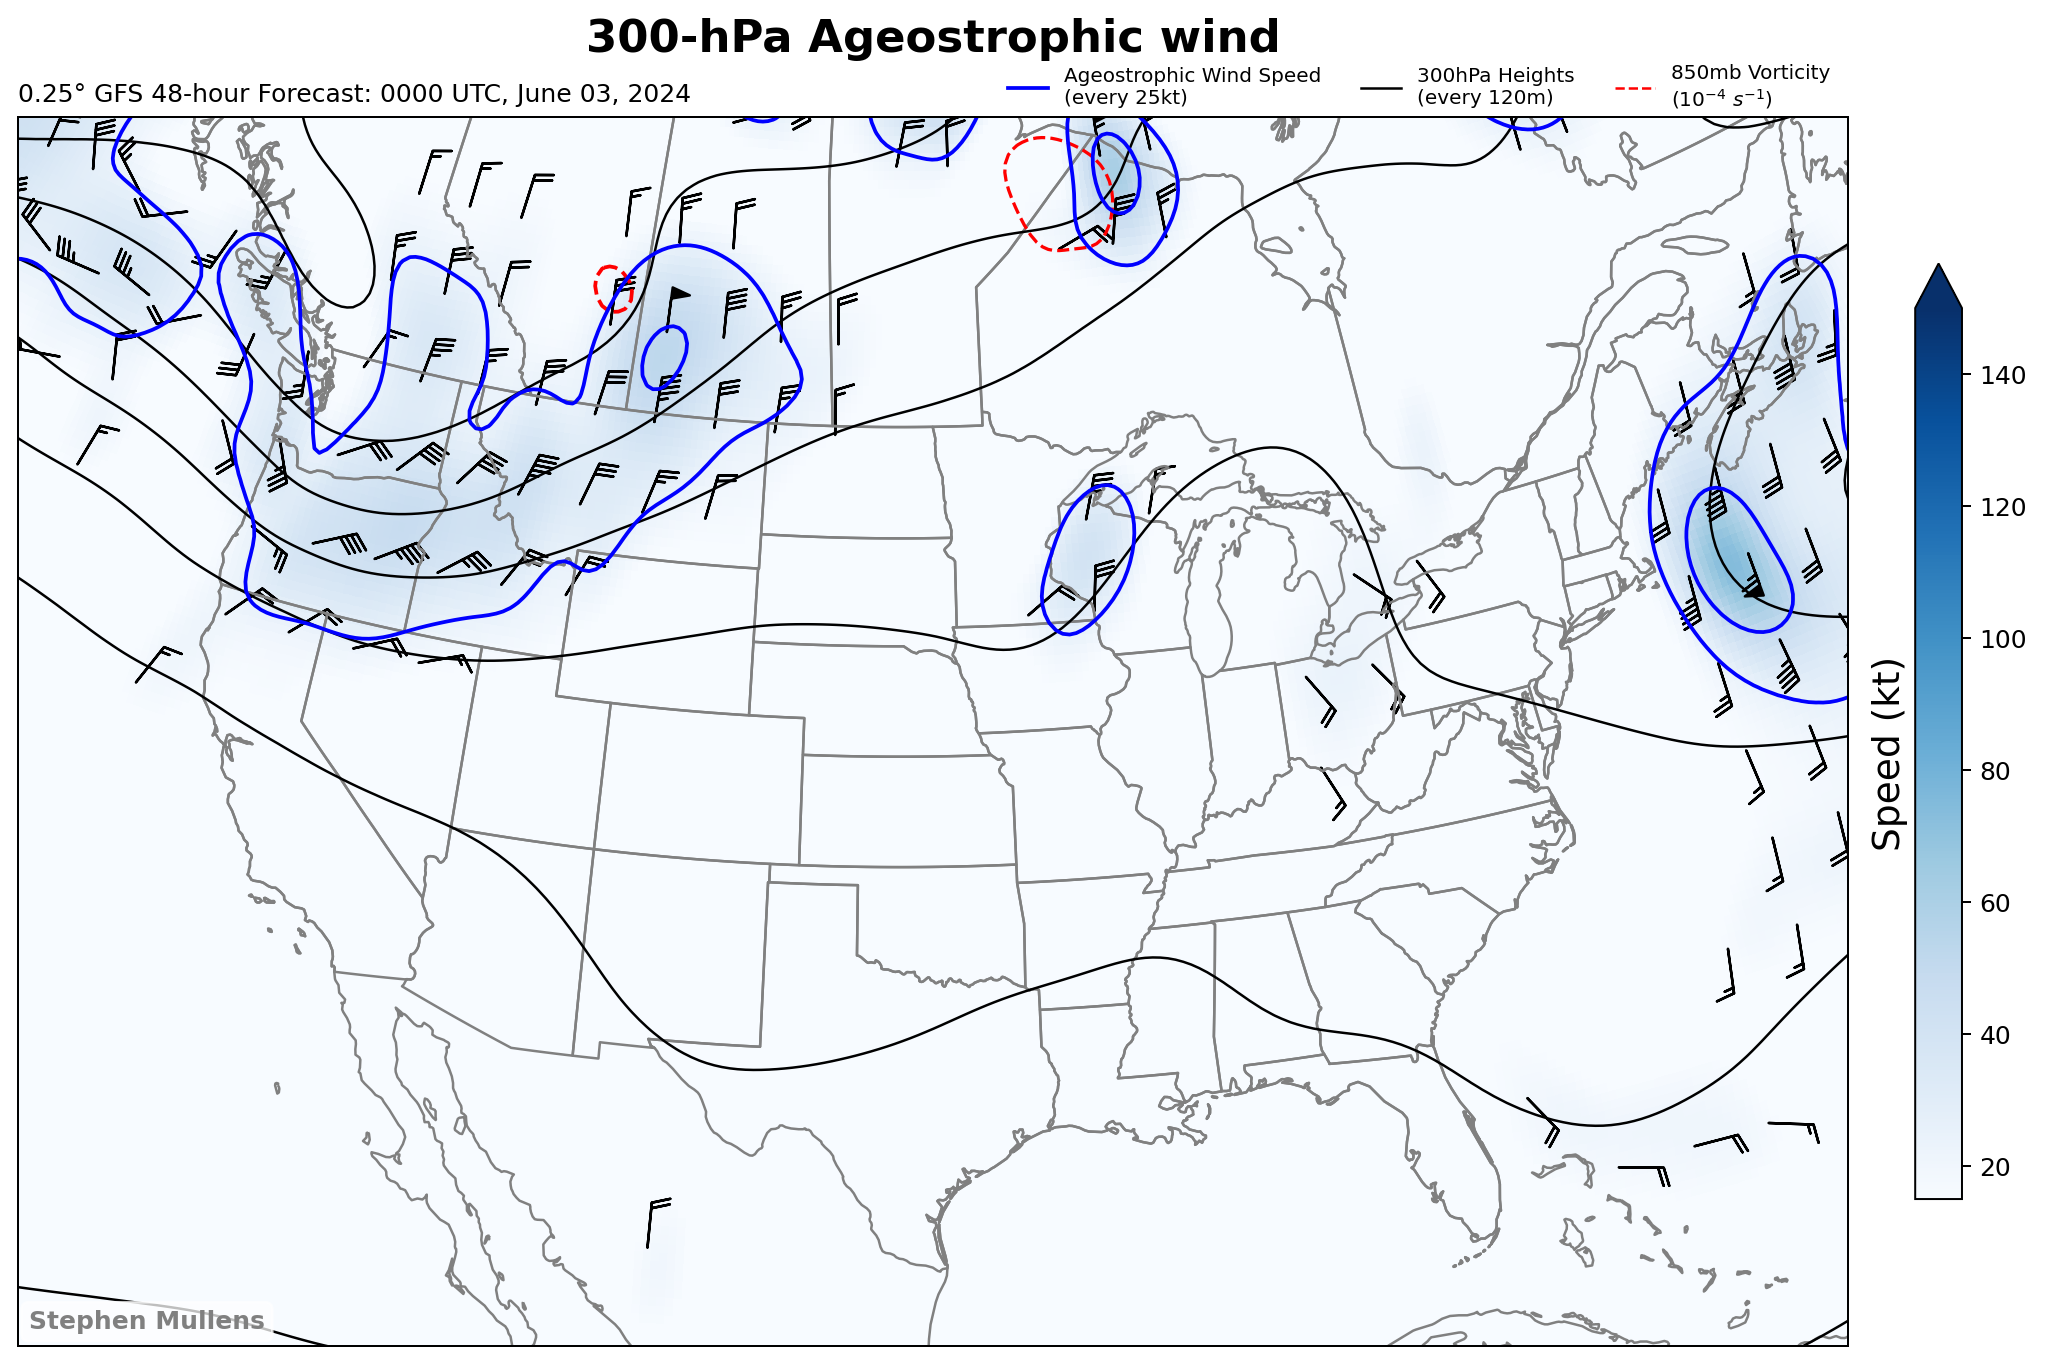 300-hPa Ageostrophic wind
0.25° GFS 48-hour Forecast: 0000 UTC, June 03, 2024
Ageostrophic Wind Speed
(every 25kt)
300hPa Heights
(every 120m)
850mb Vorticity
(10⁻⁴ s⁻¹)
140
120
100
80
60
40
20
Speed (kt)
Stephen Mullens